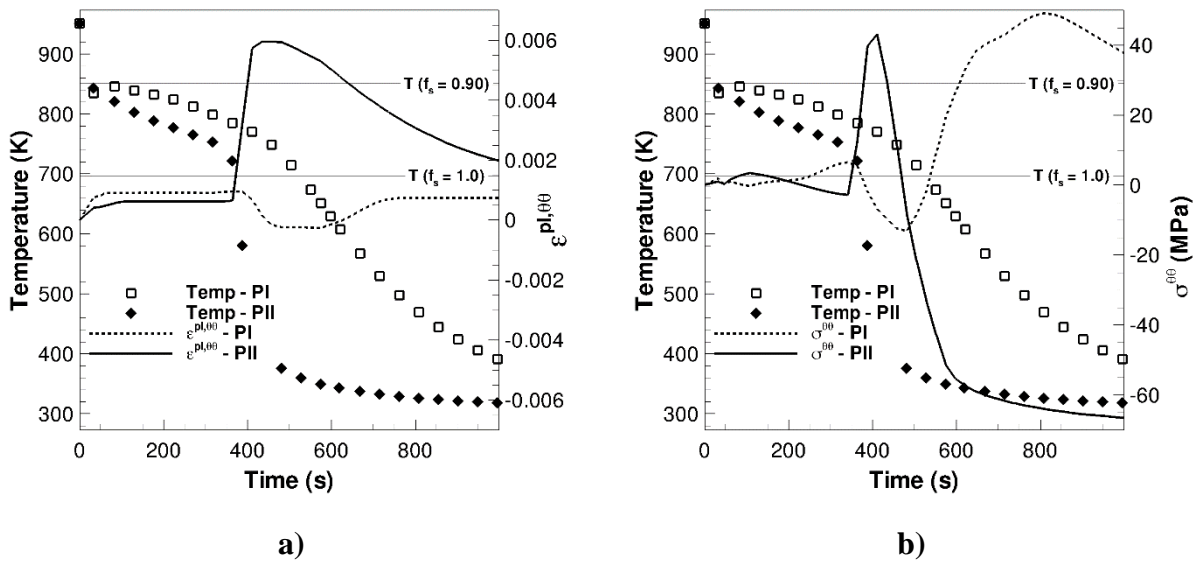 900
800
700
600
500
400
300
Temperature (K)
0.006
0.004
0.002
0
-0.002
-0.004
-0.006
ε^pl,θθ
T (f_s = 0.90)
T (f_s = 1.0)
Temp - PI
Temp - PII
ε^pl,θθ - PI
ε^pl,θθ - PII
0 200 400 600 800
Time (s)
a)
900
800
700
600
500
400
300
Temperature (K)
40
20
0
-20
-40
-60
σ^θθ (MPa)
T (f_s = 0.90)
T (f_s = 1.0)
Temp - PI
Temp - PII
σ^θθ - PI
σ^θθ - PII
0 200 400 600 800
Time (s)
b)